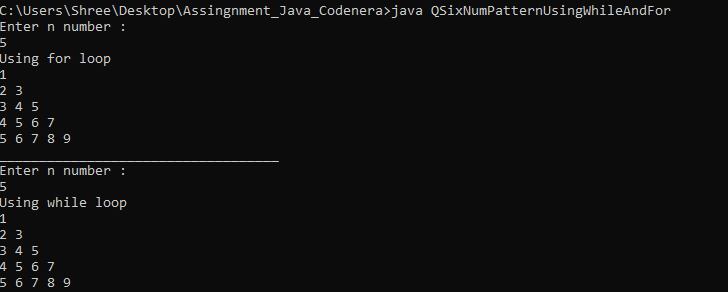 C:\Users\Shree\Desktop\Assingnment_Java_Codenera>java QSixNumPatternUsingWhileAndFor
Enter n number :
5
Using for loop
1
2 3
3 4 5
4 5 6 7
5 6 7 8 9
___________________________________
Enter n number :
5
Using while loop
1
2 3
3 4 5
4 5 6 7
5 6 7 8 9